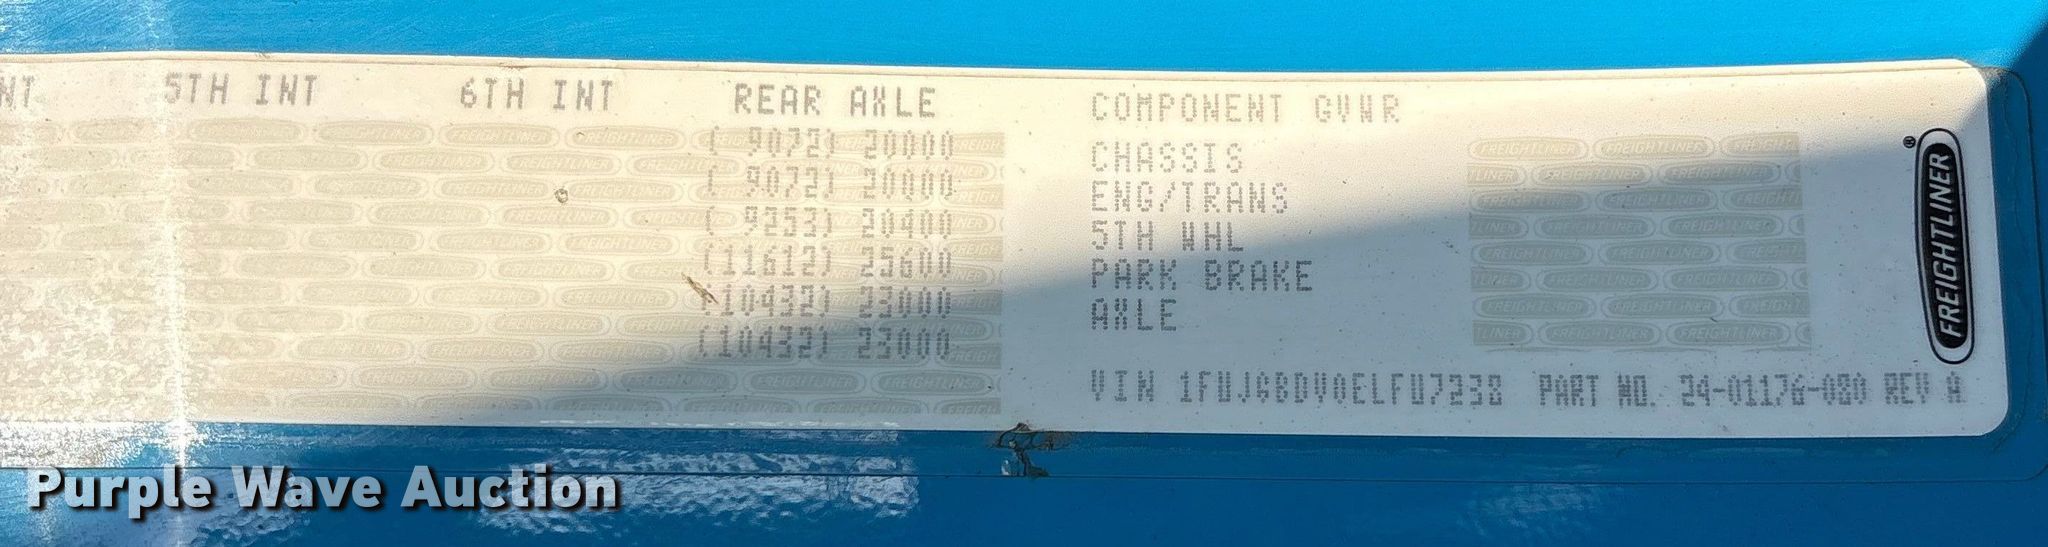 NT 5TH INT 6TH INT REAR AXLE COMPONENT GVWR
( 9072) 20000
( 9072) 20000 CHASSIS
( 9253) 20400 ENG/TRANS
(11612) 25600 5TH WHL
(10432) 23000 PARK BRAKE
(10432) 23000 AXLE
VIN 1FUJGBDV0ELFU7238 PART NO. 24-01176-080 REV A
FREIGHTLINER®
Purple Wave Auction